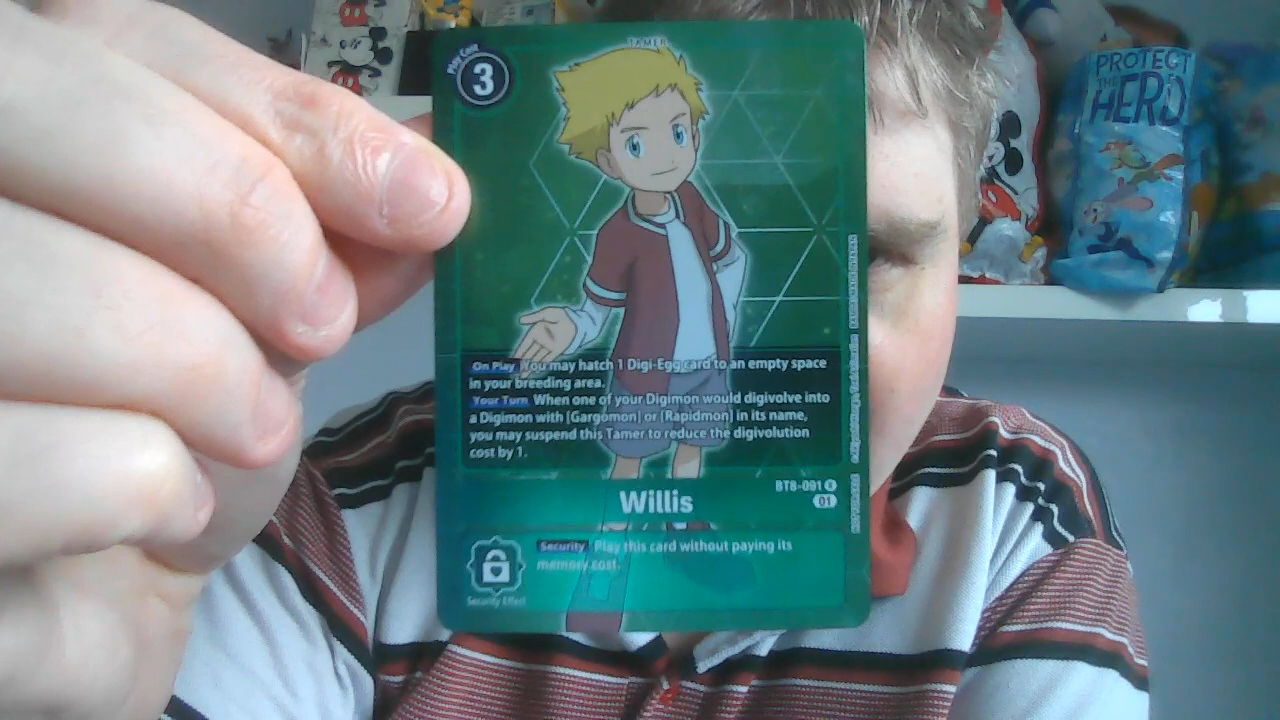 TAMER
Play Cost
3
On Play You may hatch 1 Digi-Egg card to an empty space
in your breeding area.
Your Turn When one of your Digimon would digivolve into
a Digimon with [Gargomon] or [Rapidmon] in its name,
you may suspend this Tamer to reduce the digivolution
cost by 1.
BT8-091 R
01
Willis
Security Play this card without paying its
memory cost.
Security Effect
PROTECT
THE
HERD